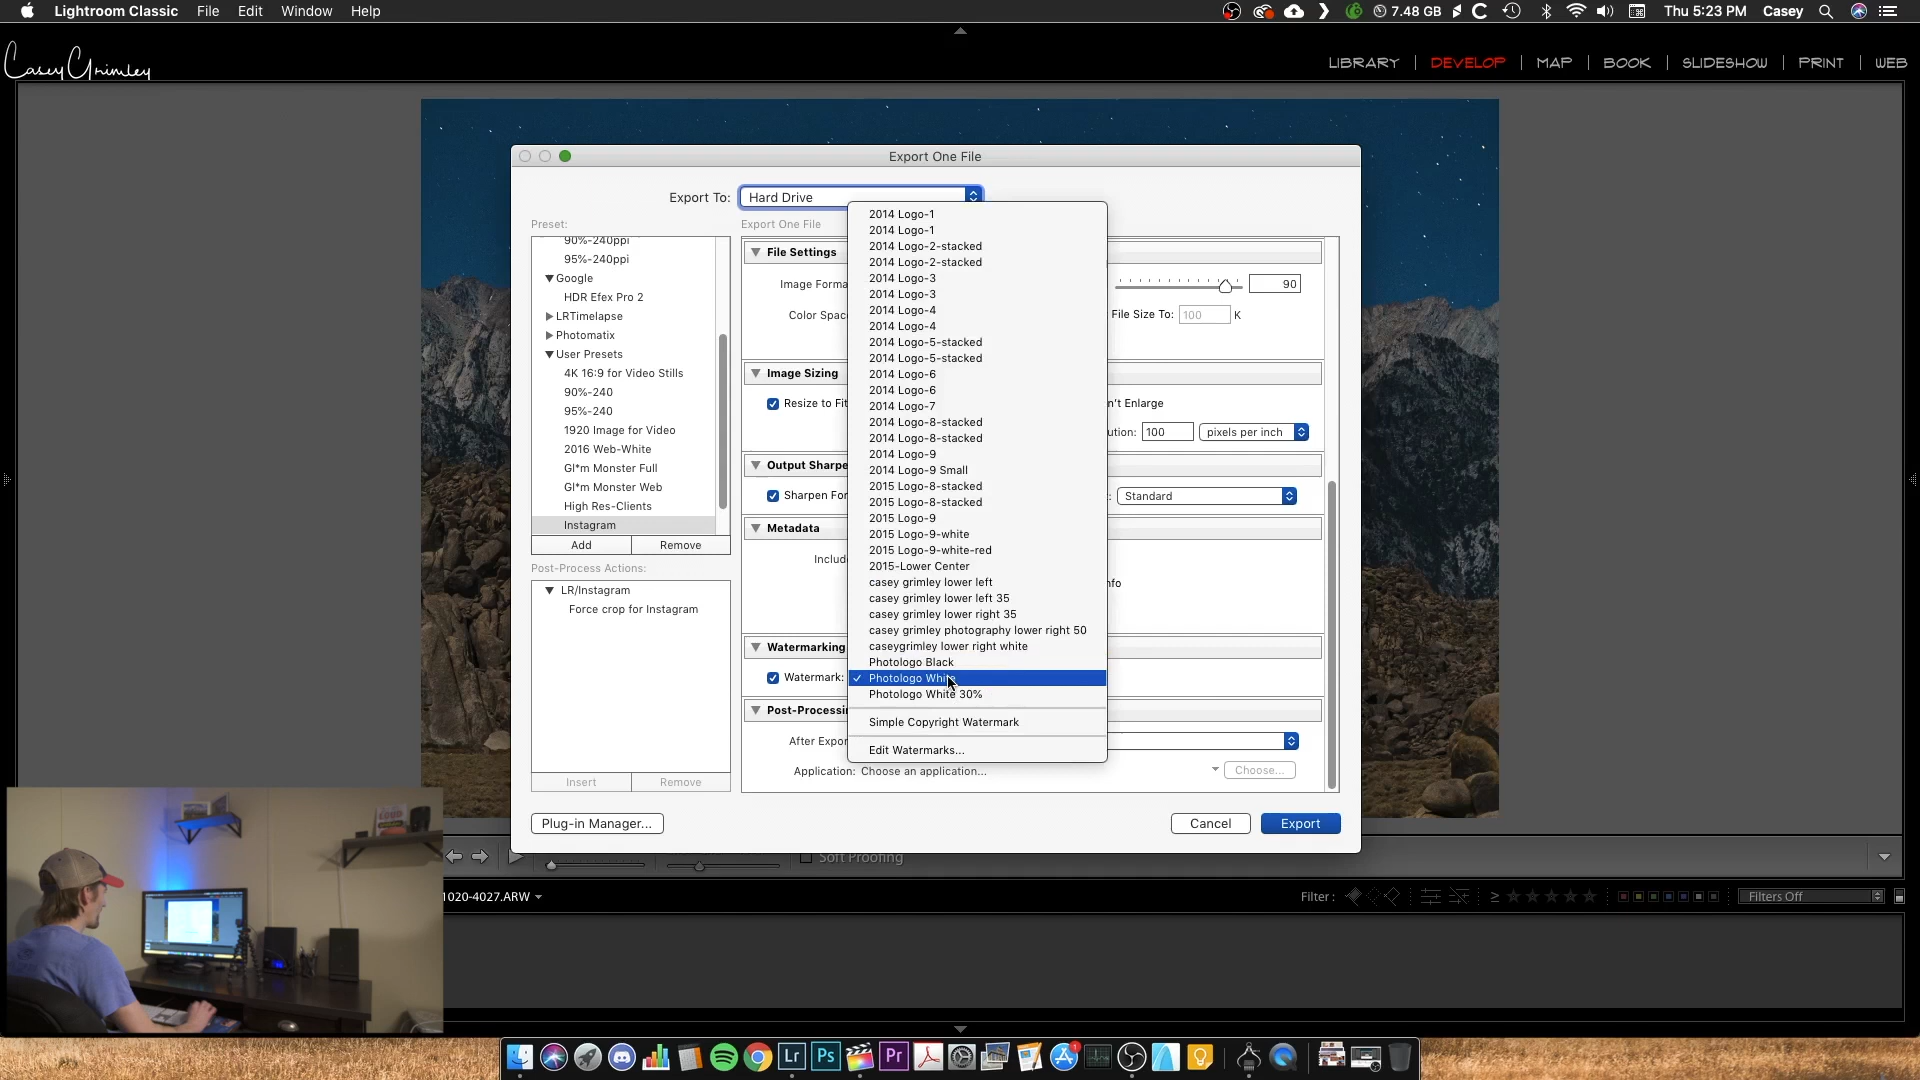 Lightroom Classic File Edit Window Help 7.48 GB Thu 5:23 PM Casey
Casey Grimley
LIBRARY | DEVELOP | MAP | BOOK | SLIDESHOW | PRINT | WEB
Export One File
Export To: Hard Drive
Preset:
90%-240ppi
95%-240ppi
Google
HDR Efex Pro 2
LRTimelapse
Photomatix
User Presets
4K 16:9 for Video Stills
90%-240
95%-240
1920 Image for Video
2016 Web-White
Gl*m Monster Full
Gl*m Monster Web
High Res-Clients
Instagram
Add Remove
Post-Process Actions:
LR/Instagram
Force crop for Instagram
Insert Remove
Export One File
File Settings
Image Forma
90
Color Spac
File Size To: 100 K
Image Sizing
Resize to Fit
n't Enlarge
ution: 100 pixels per inch
Output Sharpe
Sharpen For
: Standard
Metadata
Includ
nfo
Watermarking
Watermark:
Post-Processin
After Expor
Application: Choose an application... Choose...
2014 Logo-1
2014 Logo-1
2014 Logo-2-stacked
2014 Logo-2-stacked
2014 Logo-3
2014 Logo-3
2014 Logo-4
2014 Logo-4
2014 Logo-5-stacked
2014 Logo-5-stacked
2014 Logo-6
2014 Logo-6
2014 Logo-7
2014 Logo-8-stacked
2014 Logo-8-stacked
2014 Logo-9
2014 Logo-9 Small
2015 Logo-8-stacked
2015 Logo-8-stacked
2015 Logo-9
2015 Logo-9-white
2015 Logo-9-white-red
2015-Lower Center
casey grimley lower left
casey grimley lower left 35
casey grimley lower right 35
casey grimley photography lower right 50
caseygrimley lower right white
Photologo Black
Photologo White
Photologo White 30%
Simple Copyright Watermark
Edit Watermarks...
Plug-in Manager... Cancel Export
Soft Proofing
1020-4027.ARW Filter: Filters Off
Lr Ps Pr 1